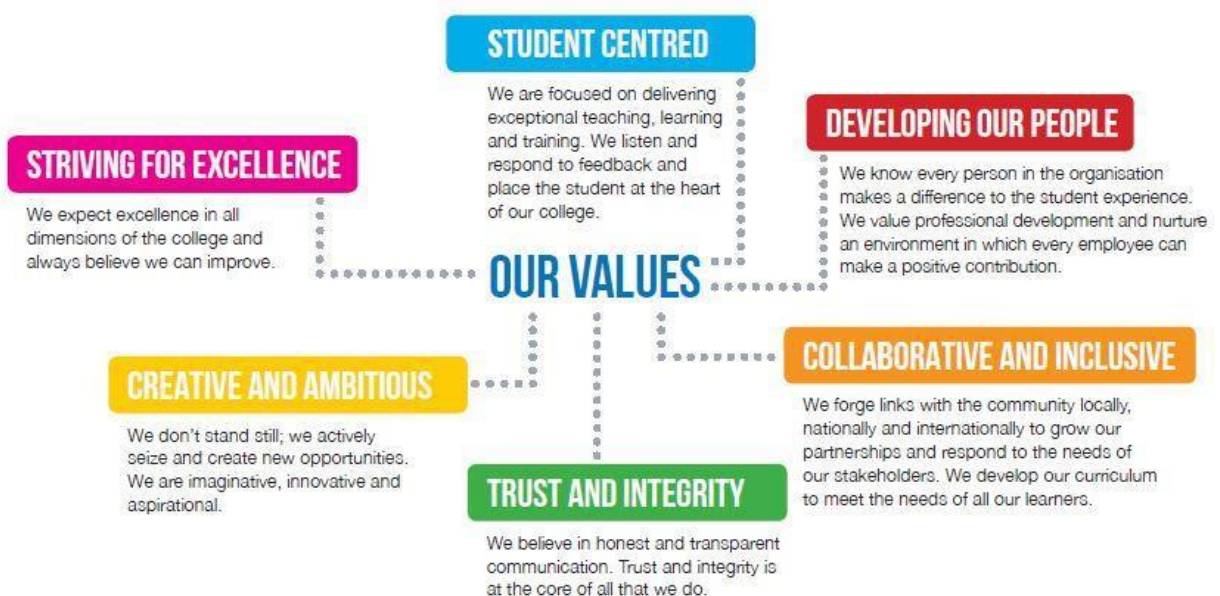 STUDENT CENTRED
We are focused on delivering
exceptional teaching, learning
and training. We listen and
respond to feedback and
place the student at the heart
of our college.
DEVELOPING OUR PEOPLE
We know every person in the organisation
makes a difference to the student experience.
We value professional development and nurture
an environment in which every employee can
make a positive contribution.
STRIVING FOR EXCELLENCE
We expect excellence in all
dimensions of the college and
always believe we can improve.
OUR VALUES
CREATIVE AND AMBITIOUS
We don't stand still; we actively
seize and create new opportunities.
We are imaginative, innovative and
aspirational.
COLLABORATIVE AND INCLUSIVE
We forge links with the community locally,
nationally and internationally to grow our
partnerships and respond to the needs of
our stakeholders. We develop our curriculum
to meet the needs of all our learners.
TRUST AND INTEGRITY
We believe in honest and transparent
communication. Trust and integrity is
at the core of all that we do.